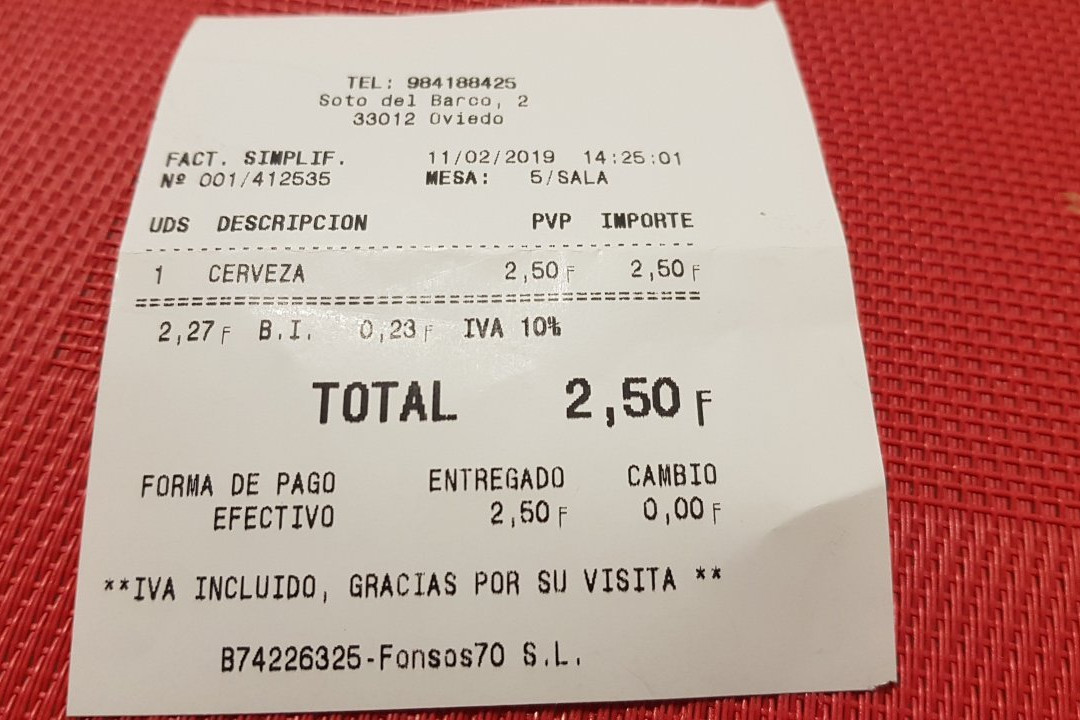 TEL: 984188425
Soto del Barco, 2
33012 Oviedo
FACT. SIMPLIF. 11/02/2019 14:25:01
Nº 001/412535 MESA: 5/SALA
UDS DESCRIPCION PVP IMPORTE
1 CERVEZA 2,50 F 2,50 F
2,27 F B.I. 0,23 F IVA 10%
TOTAL 2,50 F
FORMA DE PAGO ENTREGADO CAMBIO
EFECTIVO 2,50 F 0,00 F
**IVA INCLUIDO, GRACIAS POR SU VISITA **
B74226325-Fonsos70 S.L.